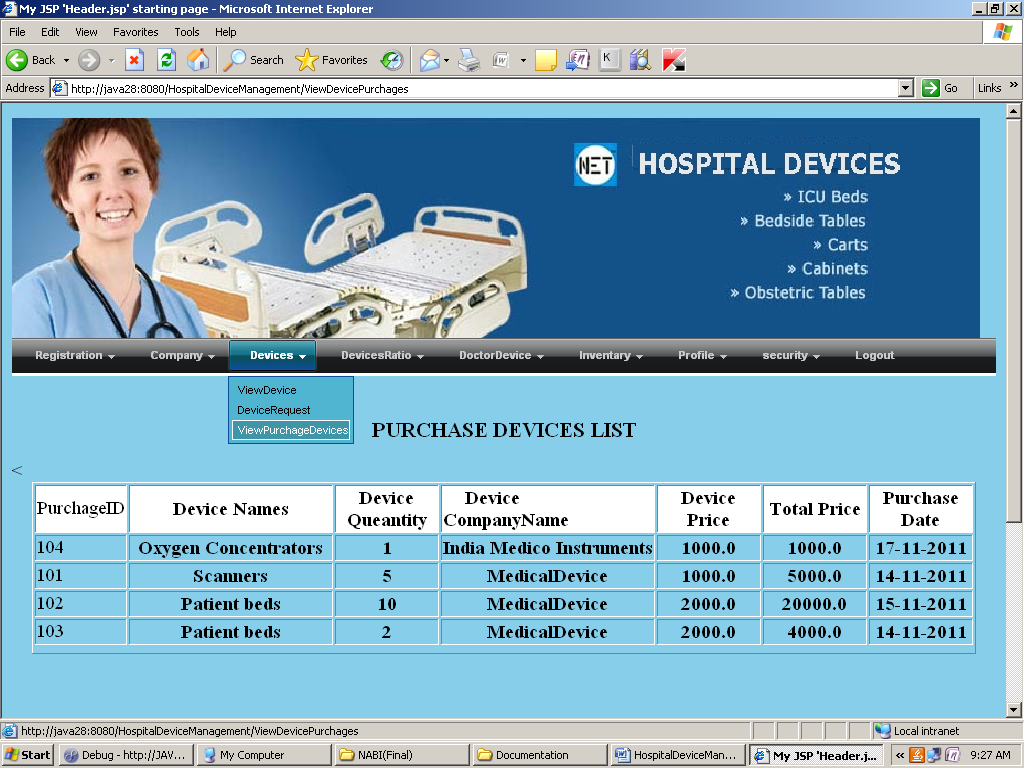 My JSP 'Header.jsp' starting page - Microsoft Internet Explorer
File Edit View Favorites Tools Help
Back Search Favorites
Address http://java28:8080/HospitalDeviceManagement/ViewDevicePurchages Go Links »
NET HOSPITAL DEVICES
» ICU Beds
» Bedside Tables
» Carts
» Cabinets
» Obstetric Tables
Registration Company Devices DevicesRatio DoctorDevice Inventory Profile security Logout
ViewDevice
DeviceRequest
ViewPurchageDevices
PURCHASE DEVICES LIST
<
PurchageID Device Names Device Queantity Device CompanyName Device Price Total Price Purchase Date
104 Oxygen Concentrators 1 India Medico Instruments 1000.0 1000.0 17-11-2011
101 Scanners 5 MedicalDevice 1000.0 5000.0 14-11-2011
102 Patient beds 10 MedicalDevice 2000.0 20000.0 15-11-2011
103 Patient beds 2 MedicalDevice 2000.0 4000.0 14-11-2011
http://java28:8080/HospitalDeviceManagement/ViewDevicePurchages Local intranet
Start Debug - http://JAV... My Computer NABI(Final) Documentation HospitalDeviceMan... My JSP 'Header.j... « 9:27 AM